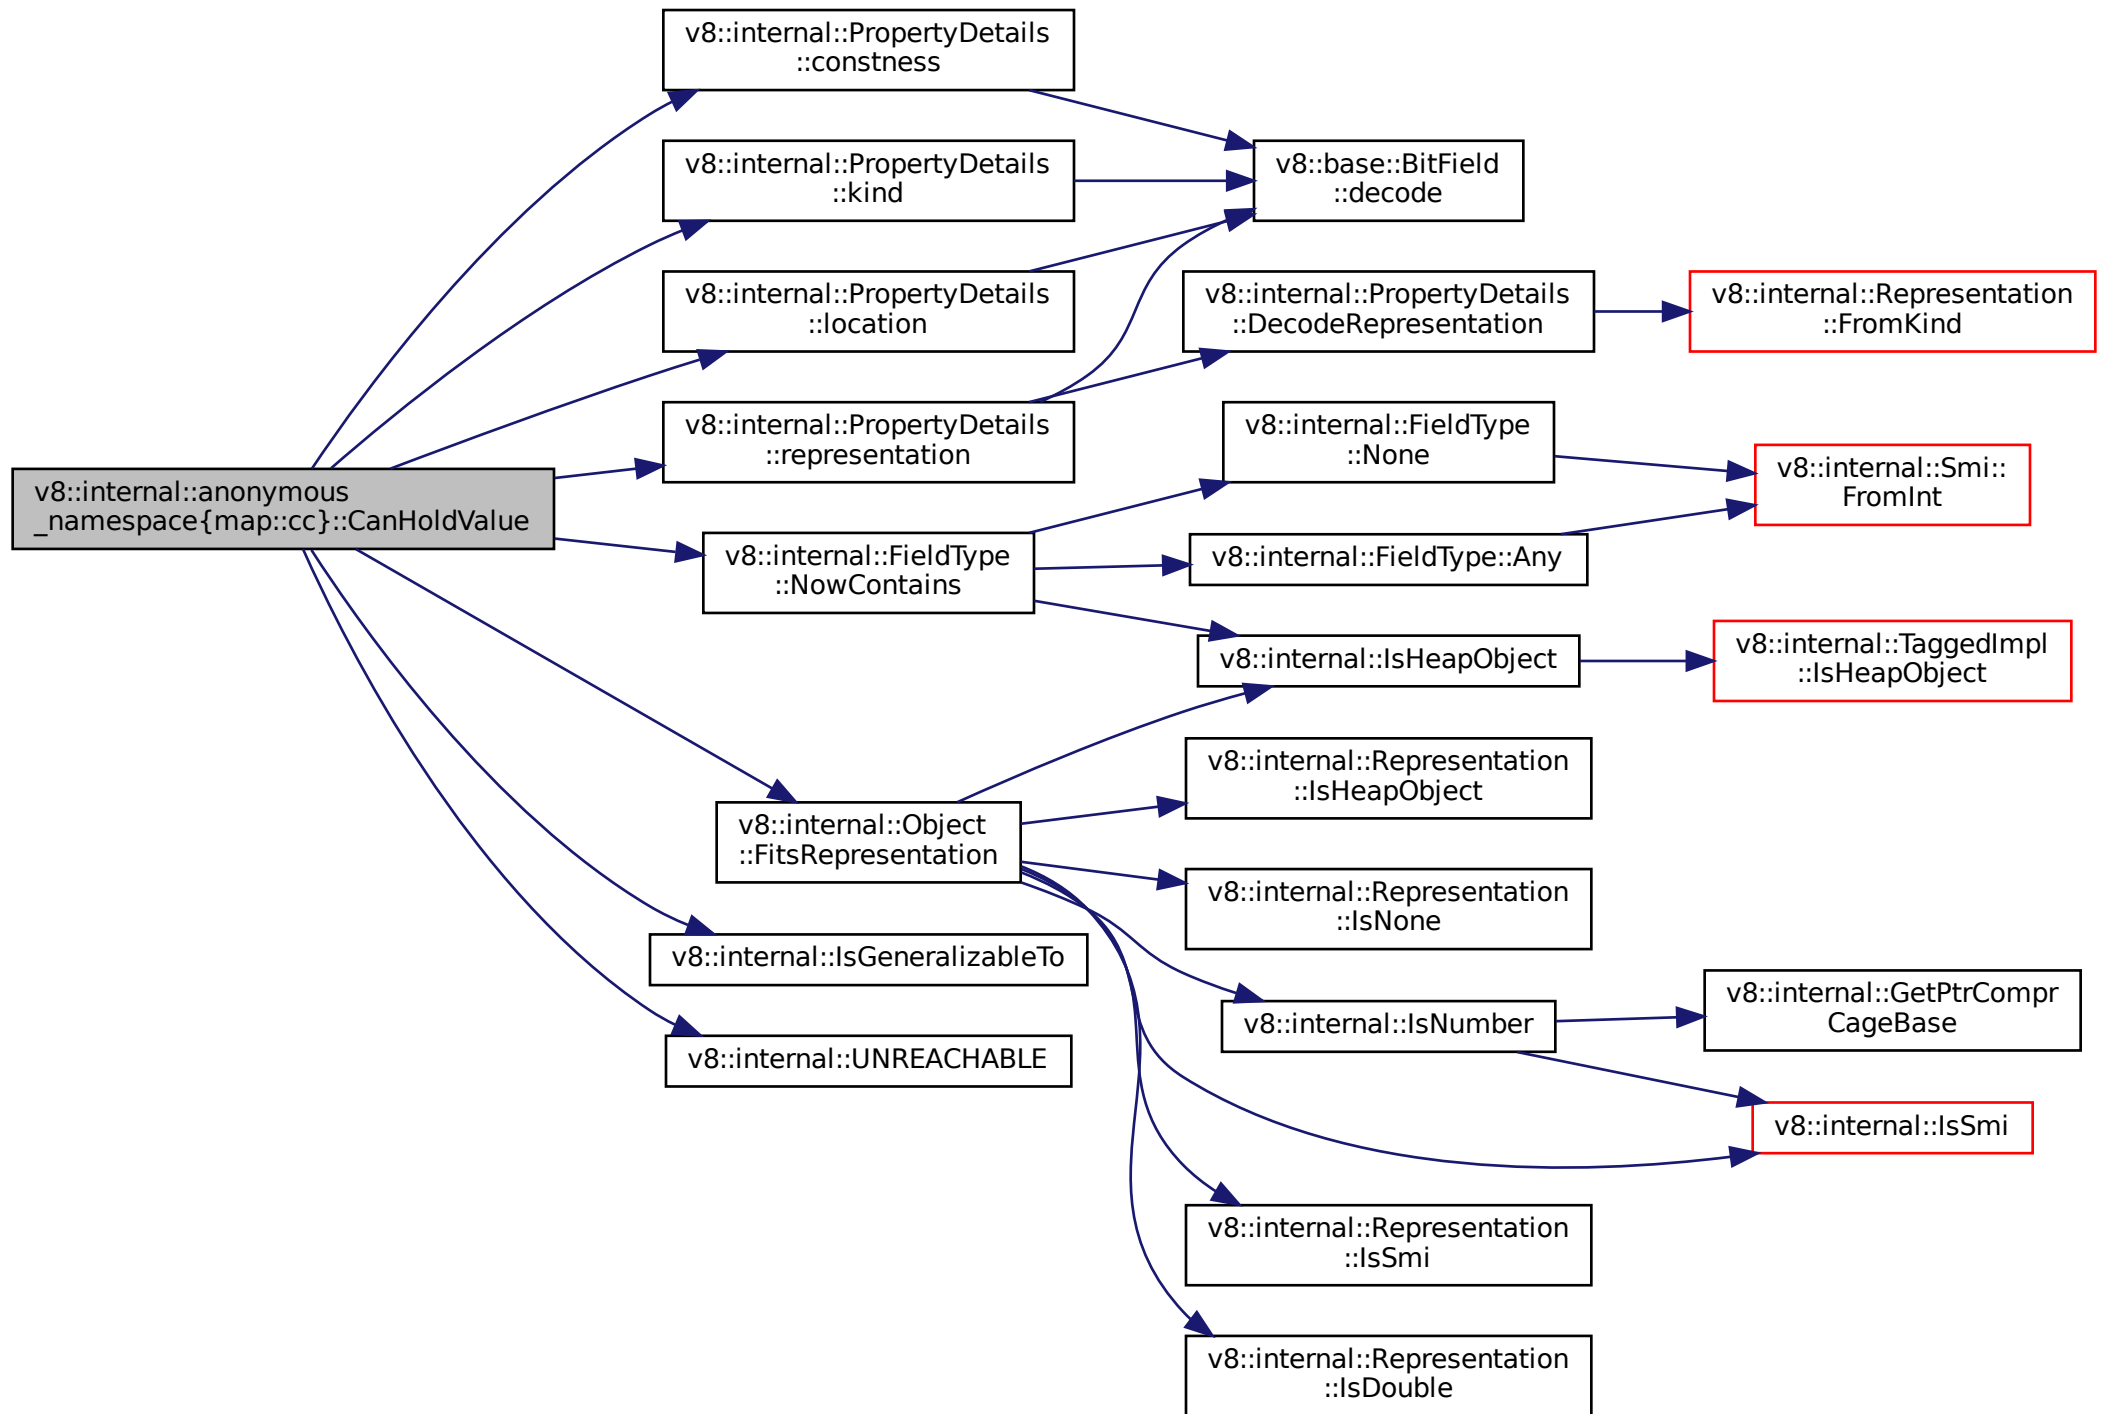 v8::internal::PropertyDetails
::constness
v8::internal::PropertyDetails
::kind
v8::base::BitField
::decode
v8::internal::PropertyDetails
::location
v8::internal::PropertyDetails
::DecodeRepresentation
v8::internal::Representation
::FromKind
v8::internal::PropertyDetails
::representation
v8::internal::FieldType
::None
v8::internal::Smi::
FromInt
v8::internal::anonymous
_namespace{map::cc}::CanHoldValue
v8::internal::FieldType
::NowContains
v8::internal::FieldType::Any
v8::internal::IsHeapObject
v8::internal::TaggedImpl
::IsHeapObject
v8::internal::Representation
::IsHeapObject
v8::internal::Object
::FitsRepresentation
v8::internal::Representation
::IsNone
v8::internal::IsGeneralizableTo
v8::internal::IsNumber
v8::internal::GetPtrCompr
CageBase
v8::internal::UNREACHABLE
v8::internal::IsSmi
v8::internal::Representation
::IsSmi
v8::internal::Representation
::IsDouble